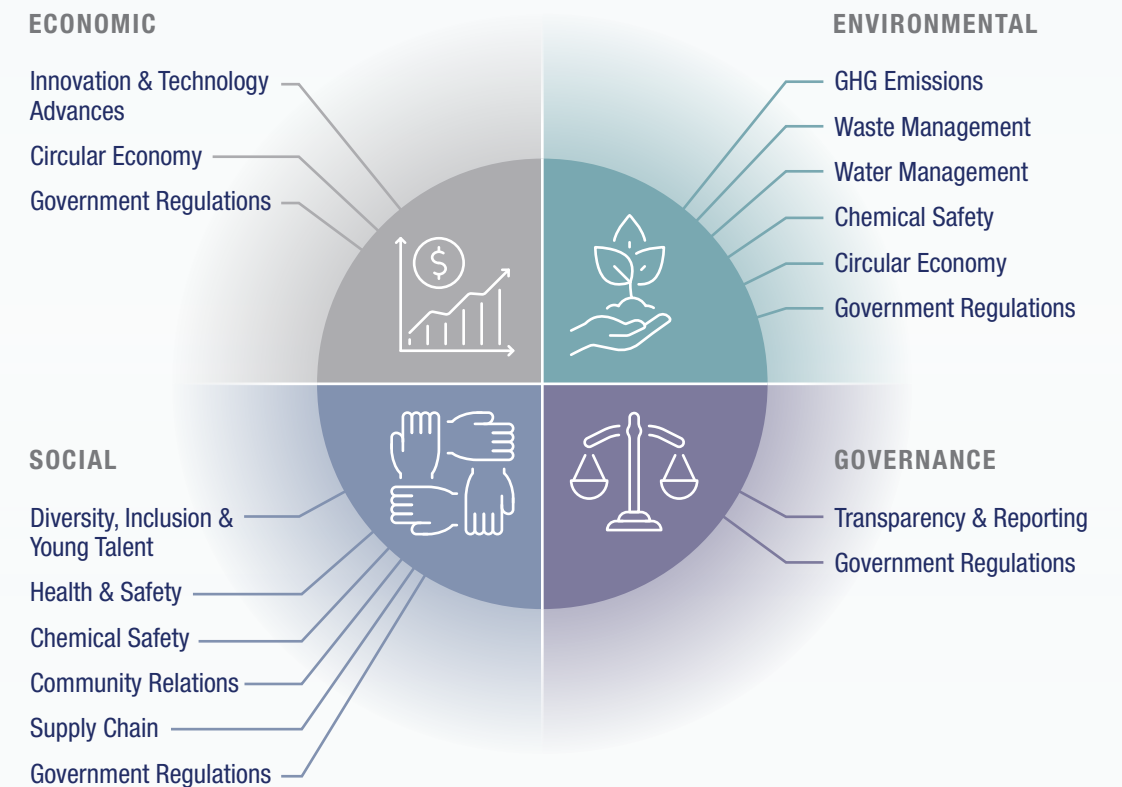 ECONOMIC
Innovation & Technology
Advances
Circular Economy
Government Regulations
ENVIRONMENTAL
GHG Emissions
Waste Management
Water Management
Chemical Safety
Circular Economy
Government Regulations
$
SOCIAL
Diversity, Inclusion &
Young Talent
Health & Safety
Chemical Safety
Community Relations
Supply Chain
Government Regulations
GOVERNANCE
Transparency & Reporting
Government Regulations